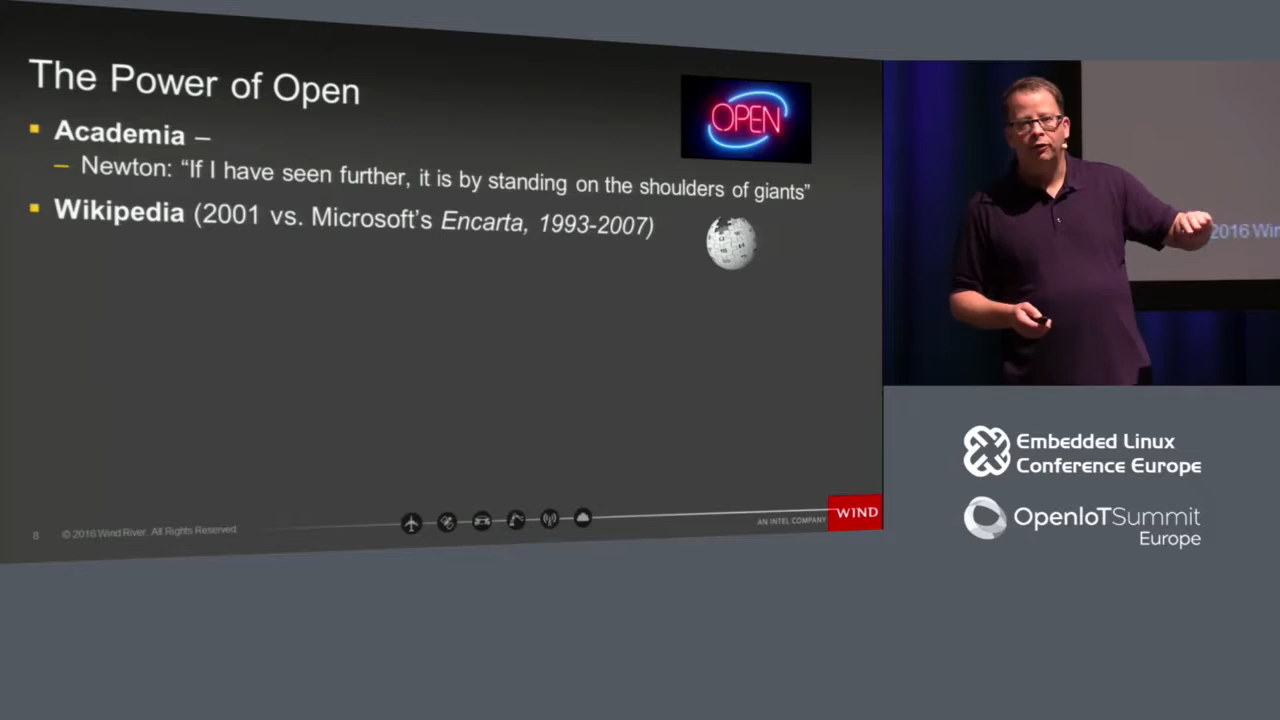 The Power of Open
OPEN
Academia –
– Newton: “If I have seen further, it is by standing on the shoulders of giants”
Wikipedia (2001 vs. Microsoft’s Encarta, 1993-2007)
8 © 2016 Wind River. All Rights Reserved.
AN INTEL COMPANY
WIND
2016 Win
Embedded Linux
Conference Europe
OpenIoTSummit
Europe